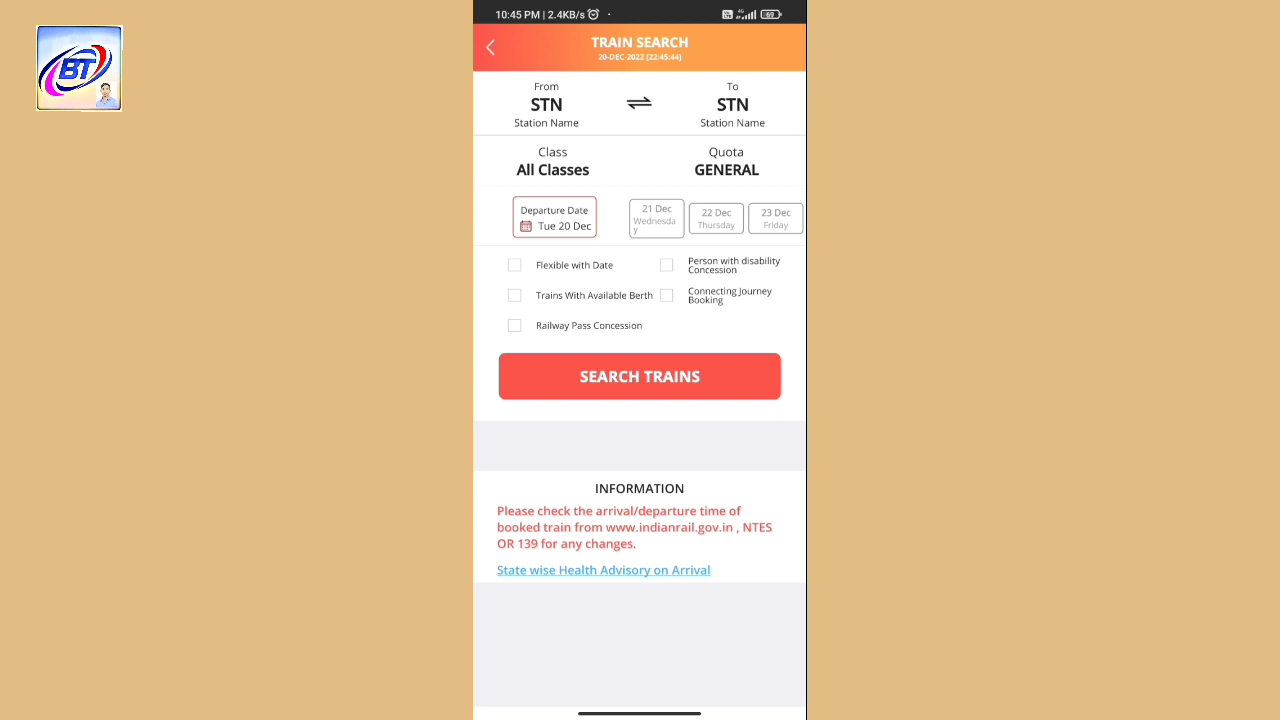 BT
10:45 PM | 2.4KB/s
4G
69
TRAIN SEARCH
20-DEC-2022 [22:45:44]
From To
STN STN
Station Name Station Name
Class Quota
All Classes GENERAL
Departure Date
Tue 20 Dec
21 Dec
Wednesda
y
22 Dec
Thursday
23 Dec
Friday
Flexible with Date
Person with disability
Concession
Trains With Available Berth
Connecting Journey
Booking
Railway Pass Concession
SEARCH TRAINS
INFORMATION
Please check the arrival/departure time of
booked train from www.indianrail.gov.in , NTES
OR 139 for any changes.
State wise Health Advisory on Arrival